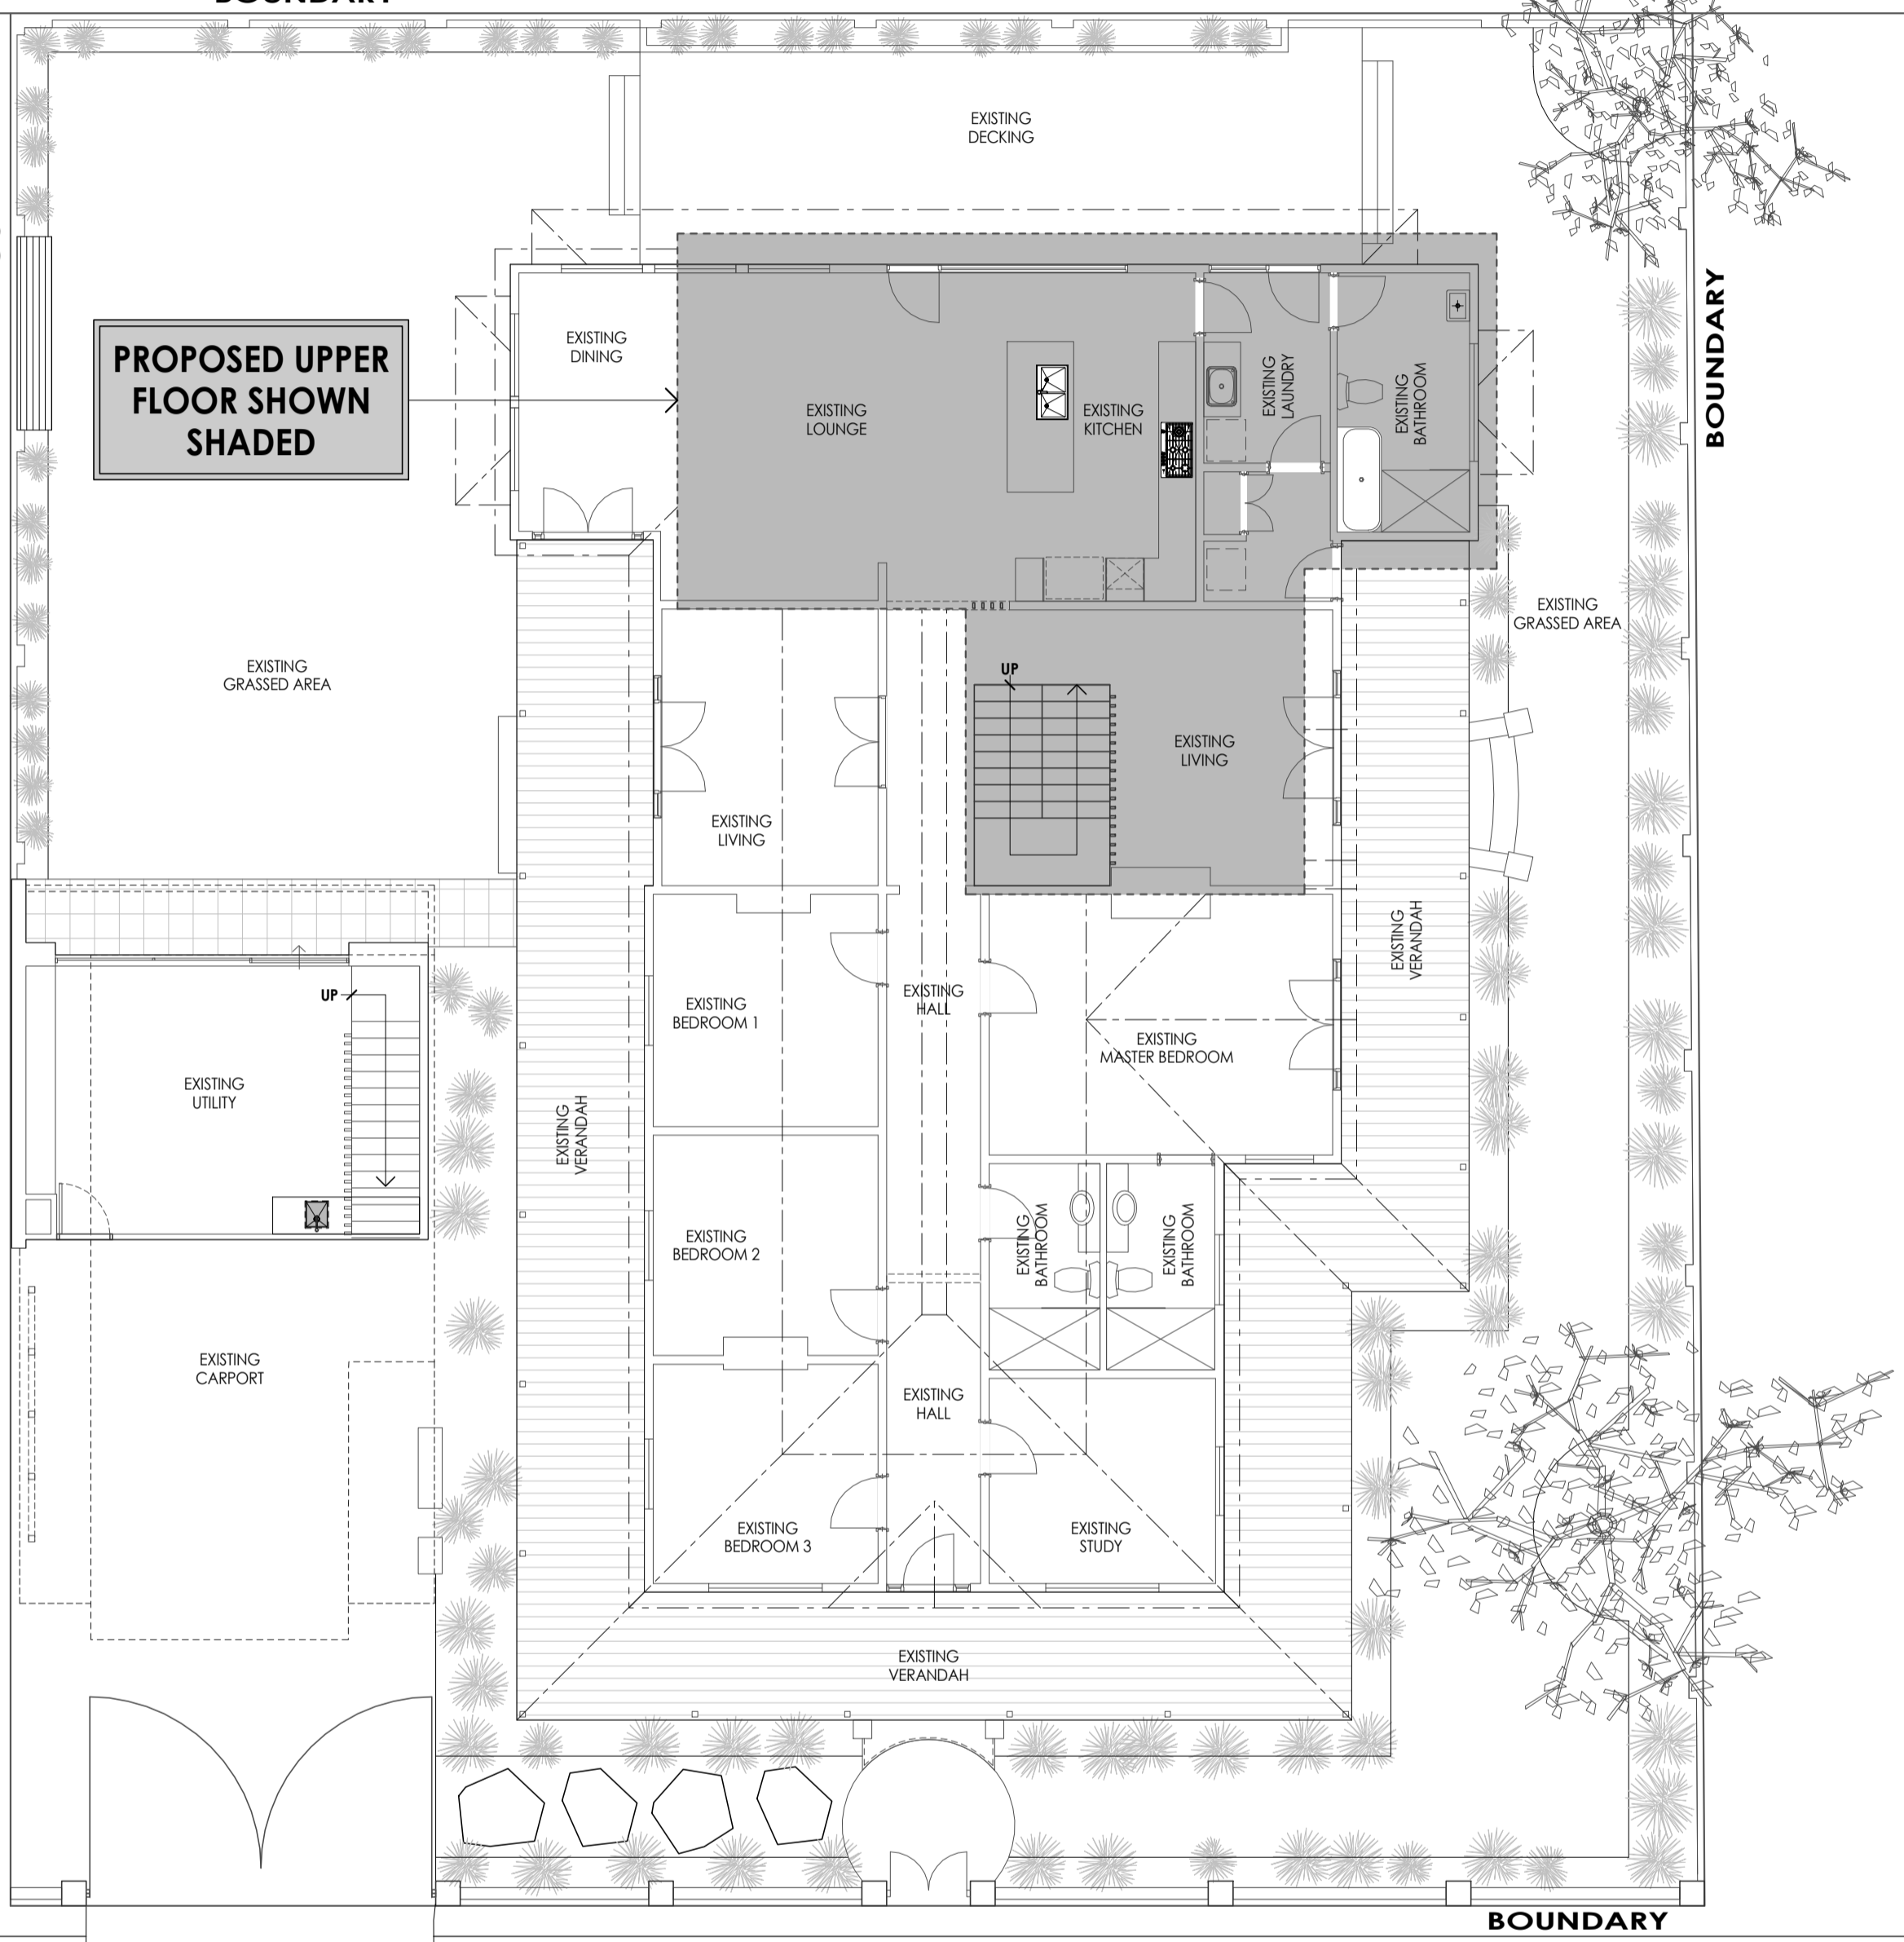 BOUNDARY
EXISTING
DECKING
BOUNDARY
PROPOSED UPPER
FLOOR SHOWN
SHADED
EXISTING
DINING
EXISTING
LOUNGE
EXISTING
KITCHEN
EXISTING
LAUNDRY
EXISTING
BATHROOM
EXISTING
GRASSED AREA
EXISTING
GRASSED AREA
UP
EXISTING
LIVING
EXISTING
LIVING
EXISTING
VERANDAH
UP
EXISTING
BEDROOM 1
EXISTING
HALL
EXISTING
MASTER BEDROOM
EXISTING
UTILITY
EXISTING
VERANDAH
EXISTING
BEDROOM 2
EXISTING
BATHROOM
EXISTING
BATHROOM
EXISTING
CARPORT
EXISTING
HALL
EXISTING
BEDROOM 3
EXISTING
STUDY
EXISTING
VERANDAH
BOUNDARY